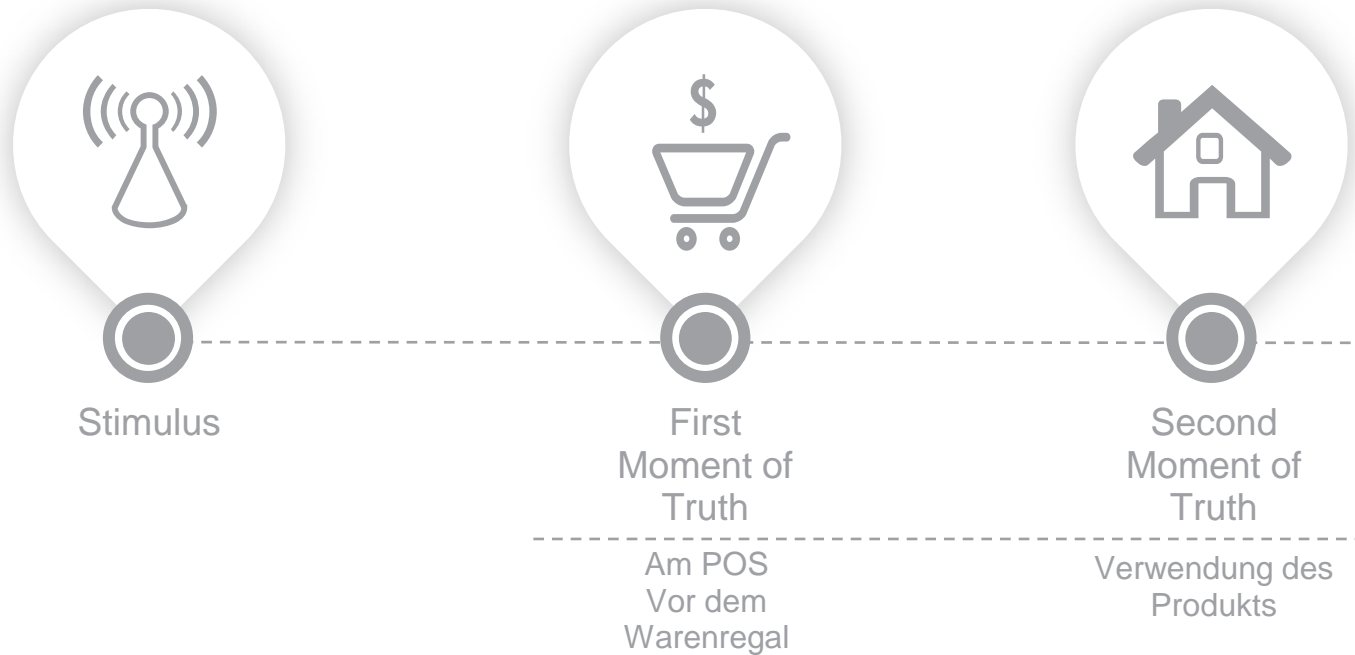 $
Stimulus
First
Moment of
Truth
Am POS
Vor dem
Warenregal
Second
Moment of
Truth
Verwendung des
Produkts